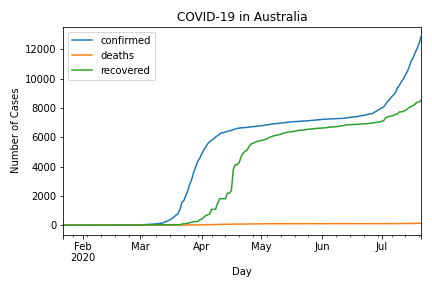 COVID-19 in Australia
confirmed
deaths
recovered
Number of Cases
12000
10000
8000
6000
4000
2000
0
Feb
2020
Mar
Apr
May
Jun
Jul
Day